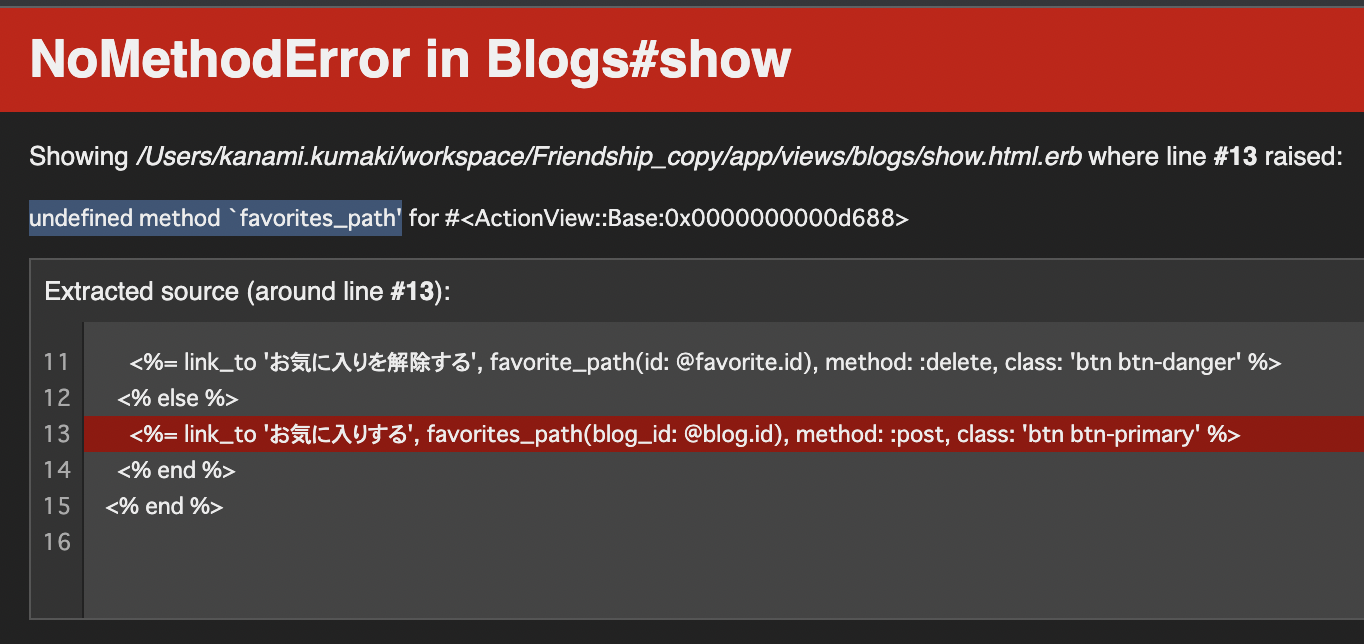 NoMethodError in Blogs#show
Showing /Users/kanami.kumaki/workspace/Friendship_copy/app/views/blogs/show.html.erb where line #13 raised:
undefined method `favorites_path' for #<ActionView::Base:0x0000000000d688>
Extracted source (around line #13):
11 <%= link_to 'お気に入りを解除する', favorite_path(id: @favorite.id), method: :delete, class: 'btn btn-danger' %>
12 <% else %>
13 <%= link_to 'お気に入りする', favorites_path(blog_id: @blog.id), method: :post, class: 'btn btn-primary' %>
14 <% end %>
15 <% end %>
16